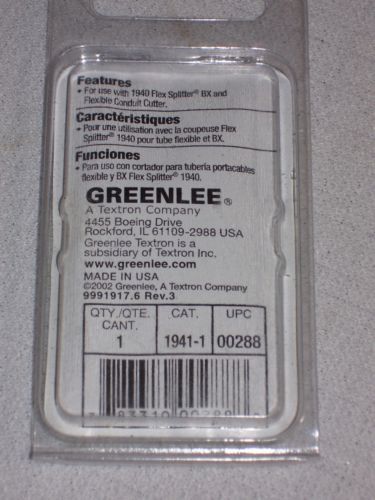 Features
• For use with 1940 Flex Splitter® BX and
Flexible Conduit Cutter.
Caractéristiques
• Pour une utilisation avec la coupeuse Flex
Splitter® 1940 pour tube flexible et BX.
Funciones
• Para uso con cortador para tubería portacables
flexible y BX Flex Splitter® 1940.
GREENLEE®
A Textron Company
4455 Boeing Drive
Rockford, IL 61109-2988 USA
Greenlee Textron is a
subsidiary of Textron Inc.
www.greenlee.com
MADE IN USA
©2002 Greenlee, A Textron Company
9991917.6 Rev.3
QTY./QTE. CAT. UPC
CANT.
1 1941-1 00288
83310 00288